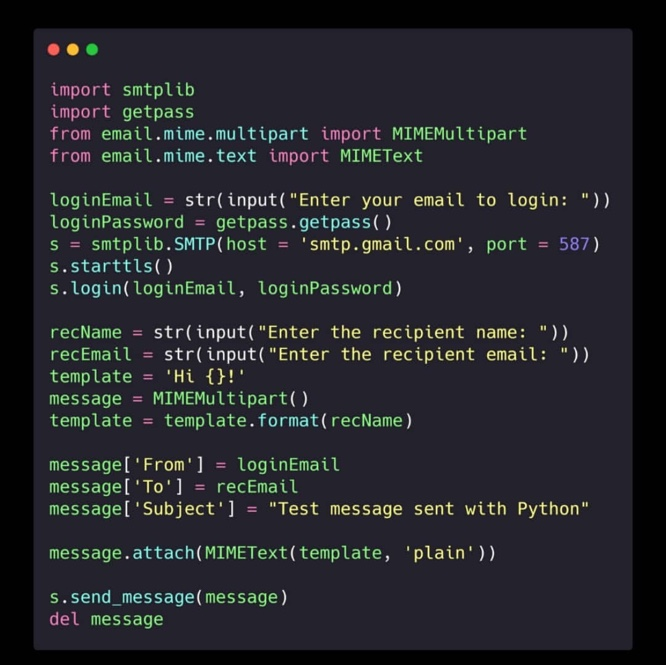 import smtplib
import getpass
from email.mime.multipart import MIMEMultipart
from email.mime.text import MIMEText

loginEmail = str(input("Enter your email to login: "))
loginPassword = getpass.getpass()
s = smtplib.SMTP(host = 'smtp.gmail.com', port = 587)
s.starttls()
s.login(loginEmail, loginPassword)

recName = str(input("Enter the recipient name: "))
recEmail = str(input("Enter the recipient email: "))
template = 'Hi {}!'
message = MIMEMultipart()
template = template.format(recName)

message['From'] = loginEmail
message['To'] = recEmail
message['Subject'] = "Test message sent with Python"

message.attach(MIMEText(template, 'plain'))

s.send_message(message)
del message